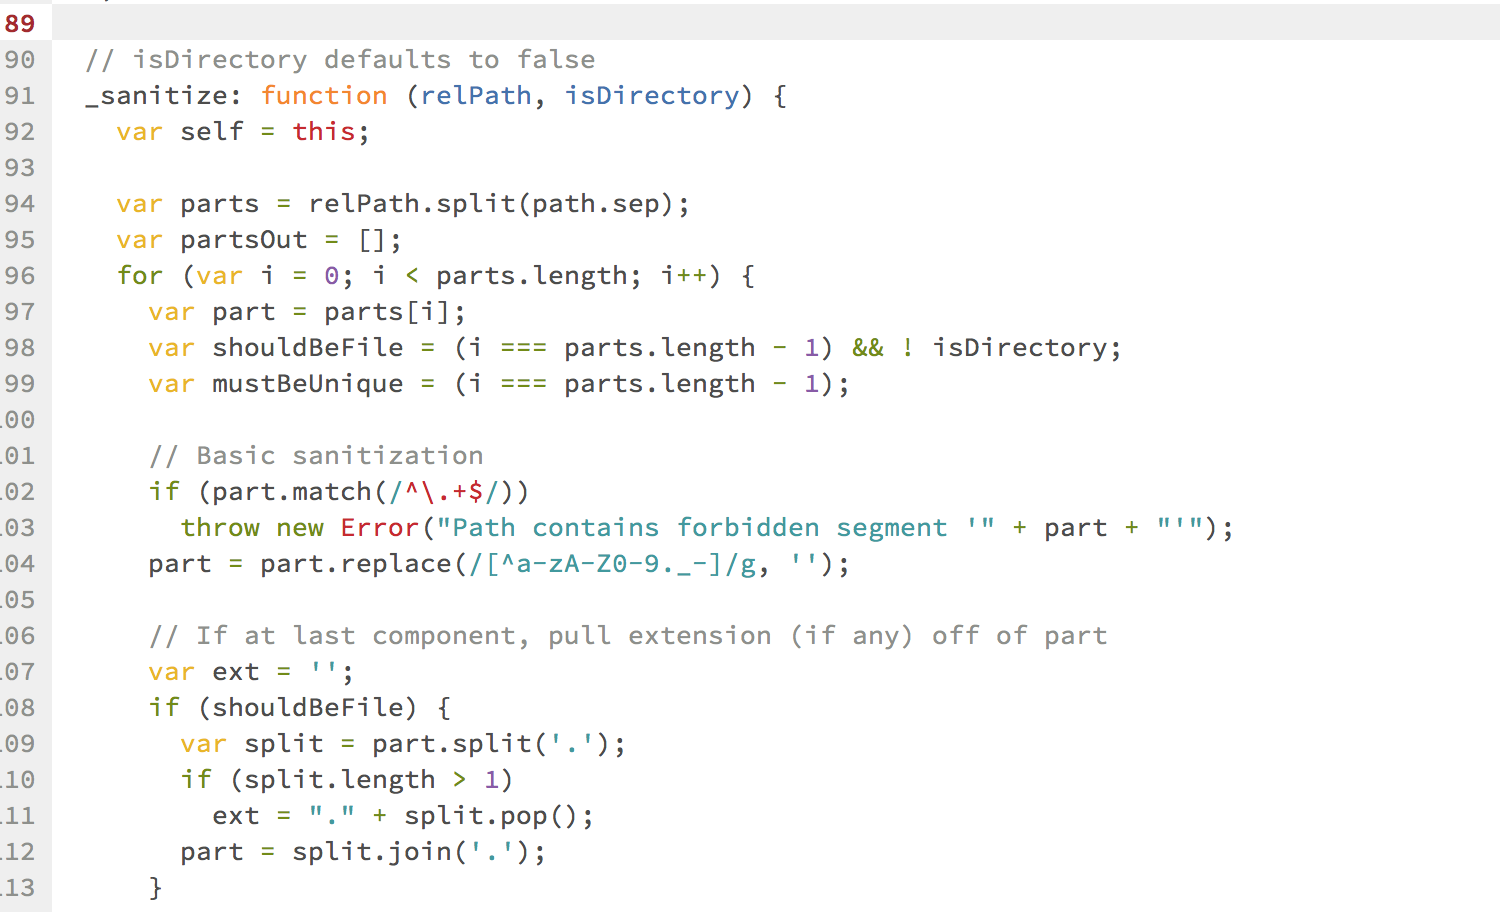 89
90 // isDirectory defaults to false
91 _sanitize: function (relPath, isDirectory) {
92 var self = this;
93
94 var parts = relPath.split(path.sep);
95 var partsOut = [];
96 for (var i = 0; i < parts.length; i++) {
97 var part = parts[i];
98 var shouldBeFile = (i === parts.length - 1) && ! isDirectory;
99 var mustBeUnique = (i === parts.length - 1);
00
01 // Basic sanitization
02 if (part.match(/^\.+$/))
03 throw new Error("Path contains forbidden segment '" + part + "'");
04 part = part.replace(/[^a-zA-Z0-9._-]/g, '');
05
06 // If at last component, pull extension (if any) off of part
07 var ext = '';
08 if (shouldBeFile) {
09 var split = part.split('.');
10 if (split.length > 1)
11 ext = "." + split.pop();
12 part = split.join('.');
13 }